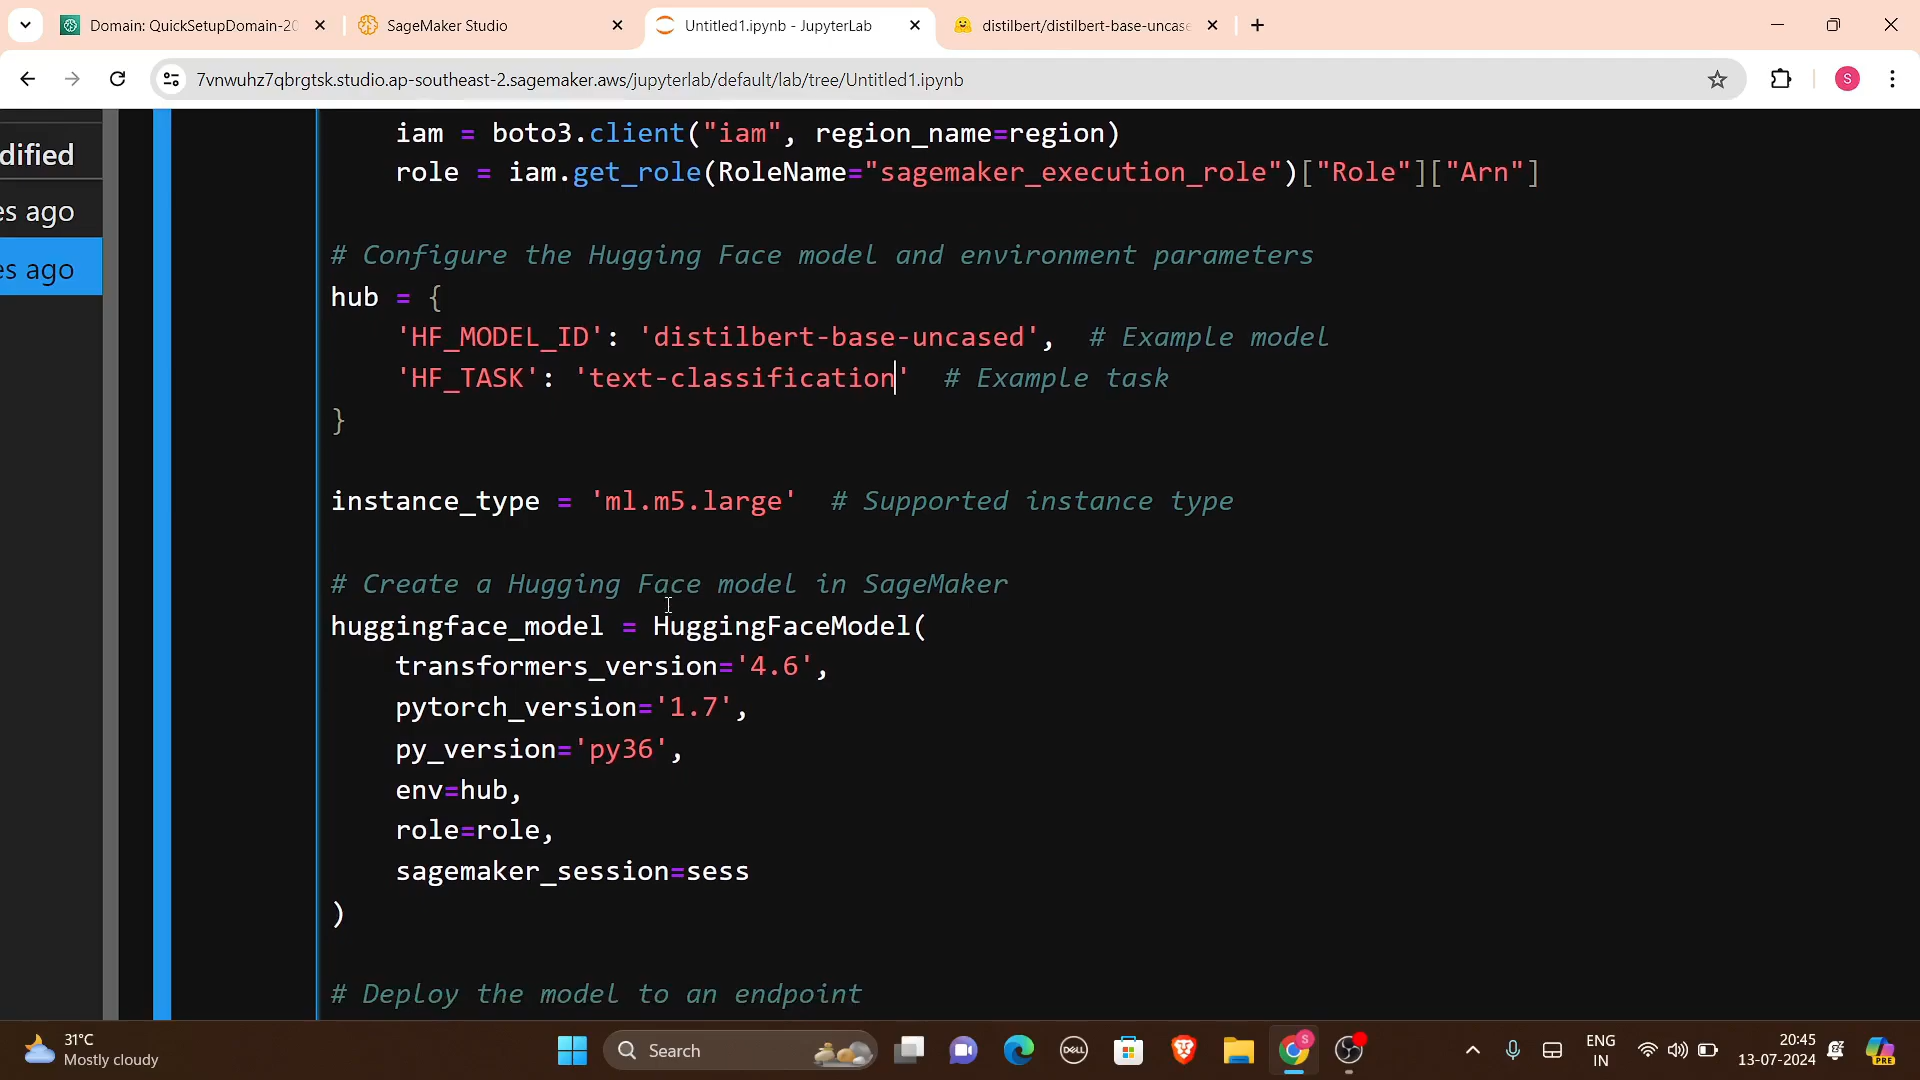 Domain: QuickSetupDomain-20
SageMaker Studio
Untitled1.ipynb - JupyterLab
distilbert/distilbert-base-uncase
7vnwuhz7qbrgtsk.studio.ap-southeast-2.sagemaker.aws/jupyterlab/default/lab/tree/Untitled1.ipynb
S
dified
es ago
es ago
iam = boto3.client("iam", region_name=region)
role = iam.get_role(RoleName="sagemaker_execution_role")["Role"]["Arn"]
# Configure the Hugging Face model and environment parameters
hub = {
'HF_MODEL_ID': 'distilbert-base-uncased',  # Example model
'HF_TASK': 'text-classification'  # Example task
}
instance_type = 'ml.m5.large'  # Supported instance type
# Create a Hugging Face model in SageMaker
huggingface_model = HuggingFaceModel(
transformers_version='4.6',
pytorch_version='1.7',
py_version='py36',
env=hub,
role=role,
sagemaker_session=sess
)
# Deploy the model to an endpoint
31°C
Mostly cloudy
Search
DELL
S
ENG
IN
20:45
13-07-2024
PRE